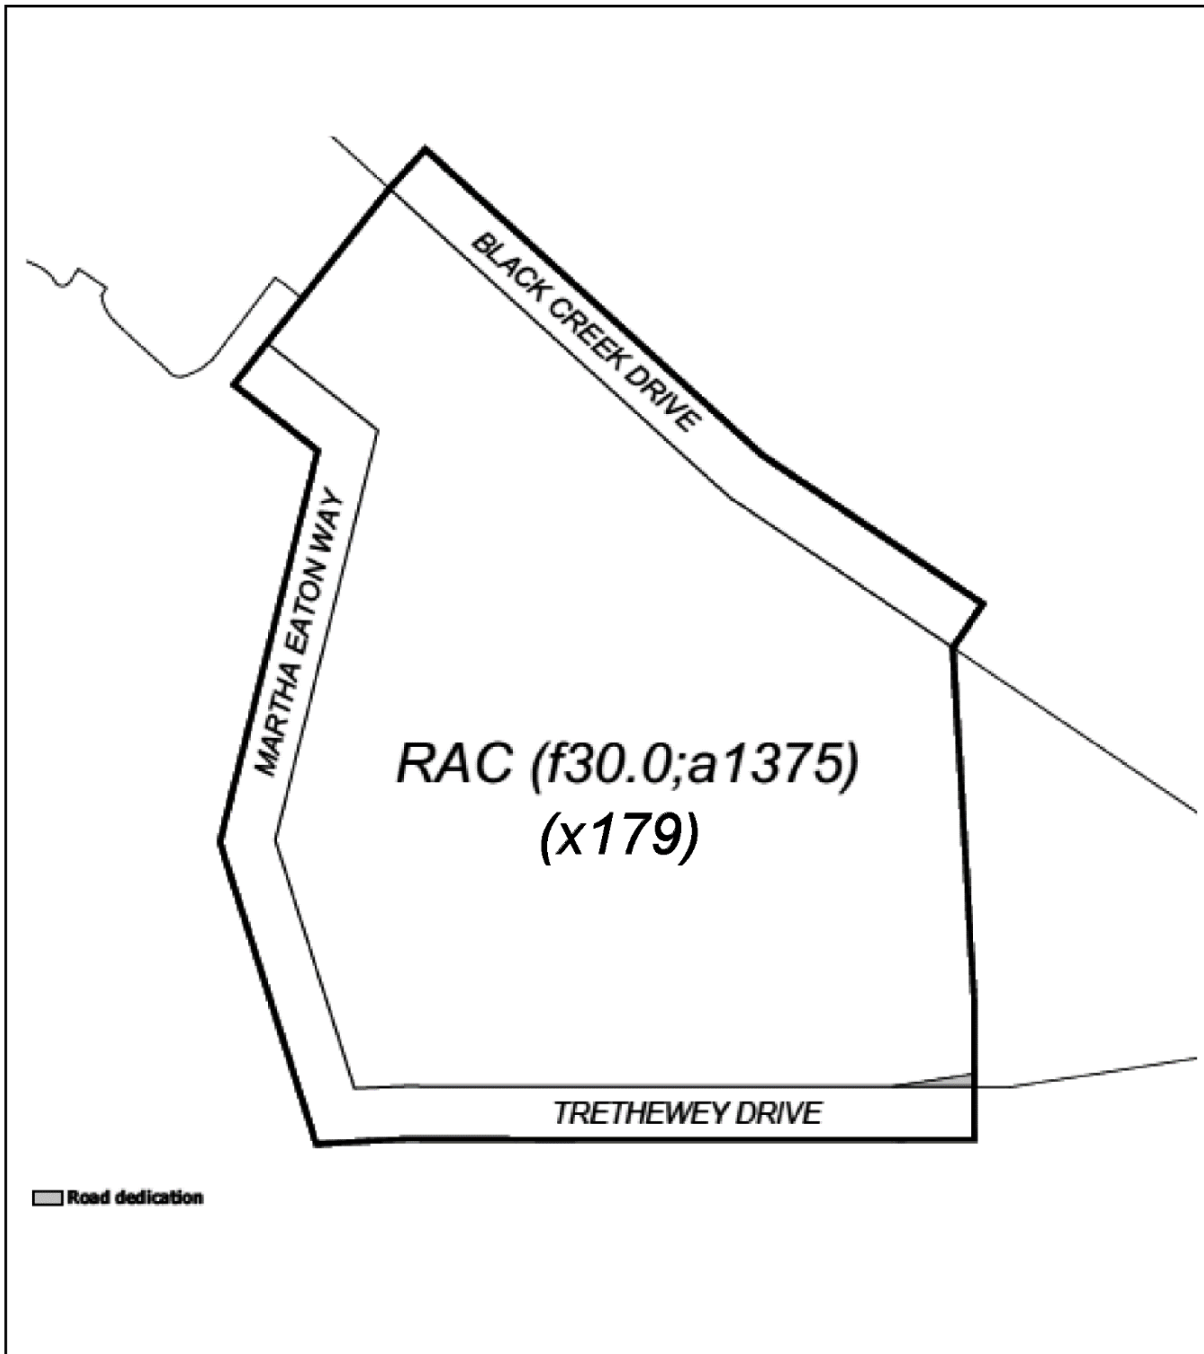 BLACK CREEK DRIVE
MARTHA EATON WAY
RAC (f30.0;a1375)
(x179)
TRETHEWEY DRIVE
Road dedication